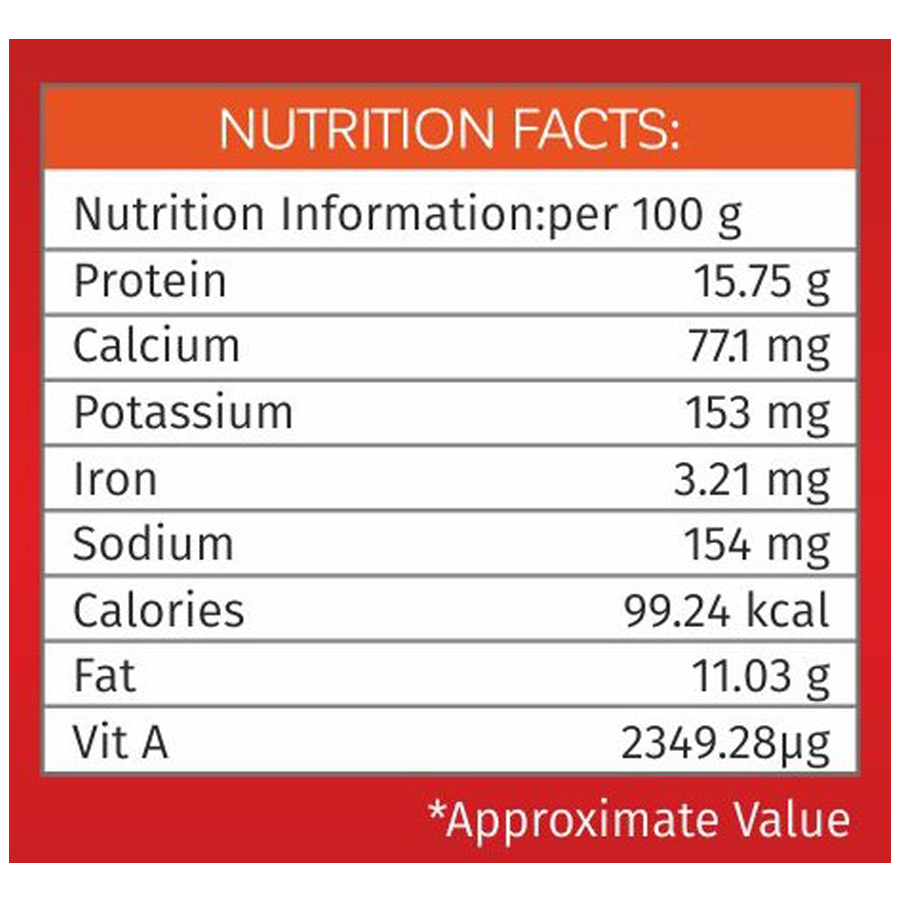 NUTRITION FACTS:
Nutrition Information:per 100 g
Protein 15.75 g
Calcium 77.1 mg
Potassium 153 mg
Iron 3.21 mg
Sodium 154 mg
Calories 99.24 kcal
Fat 11.03 g
Vit A 2349.28µg
*Approximate Value